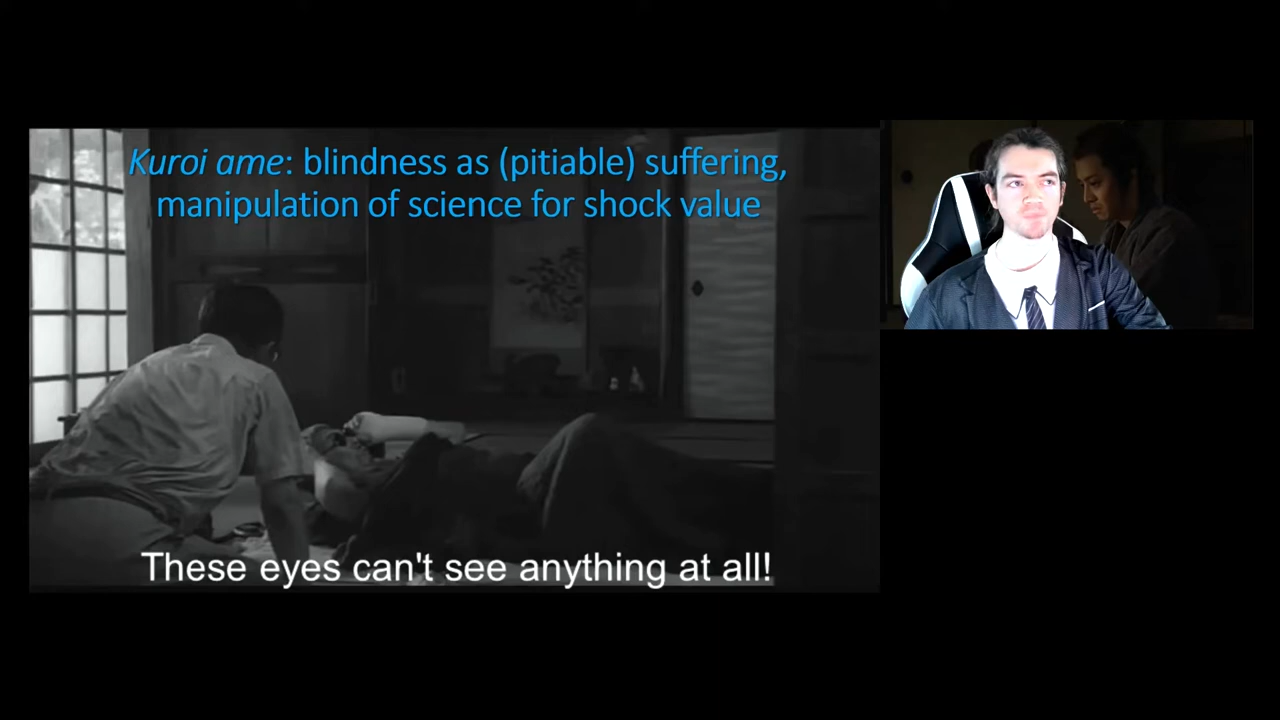 Kuroi ame: blindness as (pitiable) suffering,
manipulation of science for shock value
These eyes can't see anything at all!